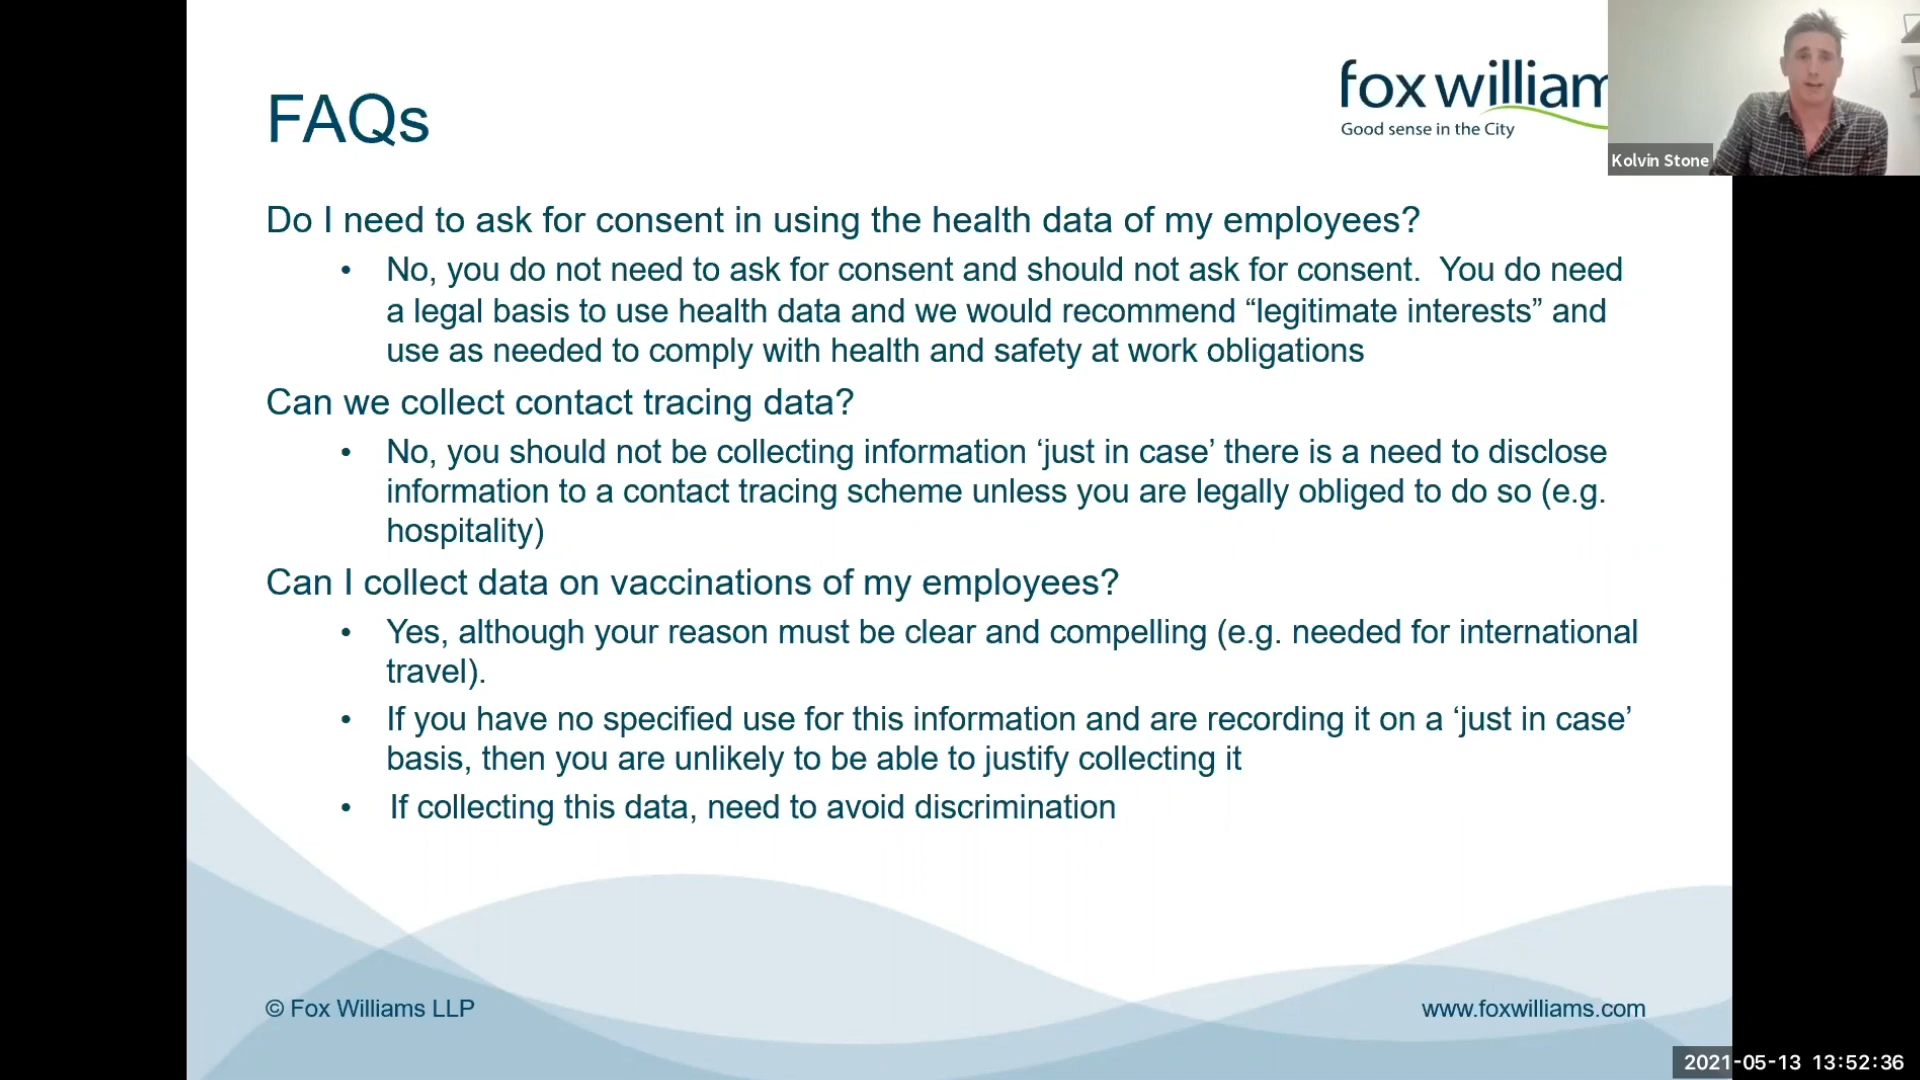 FAQs
fox william
Good sense in the City
Kolvin Stone
Do I need to ask for consent in using the health data of my employees?
• No, you do not need to ask for consent and should not ask for consent.  You do need
a legal basis to use health data and we would recommend “legitimate interests” and
use as needed to comply with health and safety at work obligations
Can we collect contact tracing data?
• No, you should not be collecting information ‘just in case’ there is a need to disclose
information to a contact tracing scheme unless you are legally obliged to do so (e.g.
hospitality)
Can I collect data on vaccinations of my employees?
• Yes, although your reason must be clear and compelling (e.g. needed for international
travel).
• If you have no specified use for this information and are recording it on a ‘just in case’
basis, then you are unlikely to be able to justify collecting it
• If collecting this data, need to avoid discrimination
© Fox Williams LLP
www.foxwilliams.com
2021-05-13 13:52:36